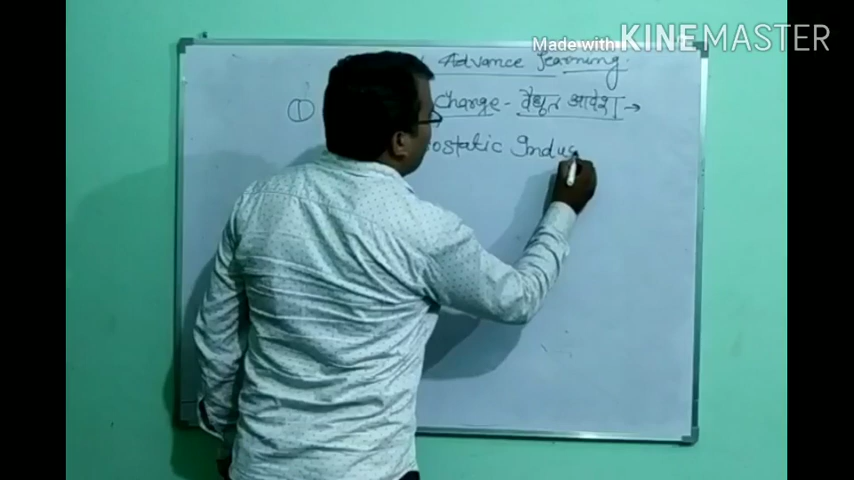 Made with KINEMASTER
Advance learning.
① charge - वैद्युत आवेश →
ostatic Indus